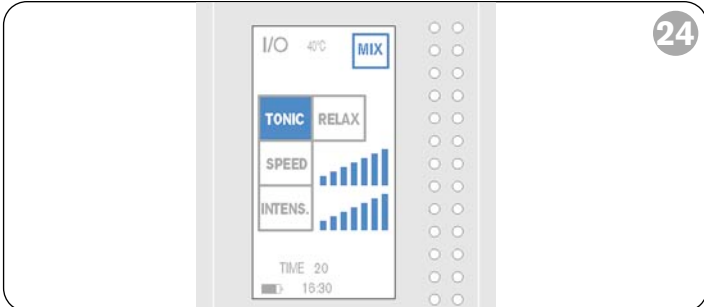 24
I/O 40°C MIX
TONIC RELAX
SPEED
INTENS.
TIME 20
16:30